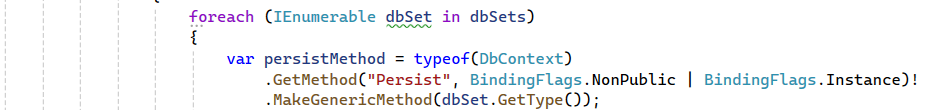 foreach (IEnumerable dbSet in dbSets)
{
var persistMethod = typeof(DbContext)
.GetMethod("Persist", BindingFlags.NonPublic | BindingFlags.Instance)!
.MakeGenericMethod(dbSet.GetType());